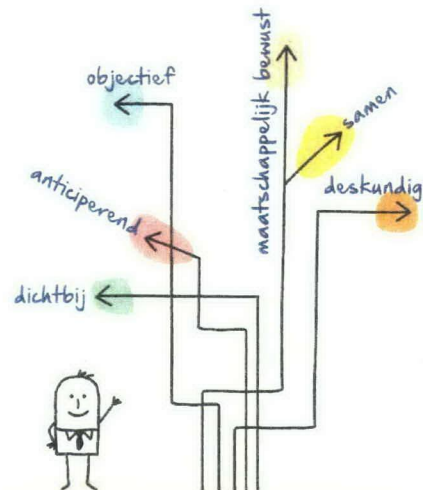 objectief
maatschappelijk bewust
samen
anticiperend
deskundig
dichtbij